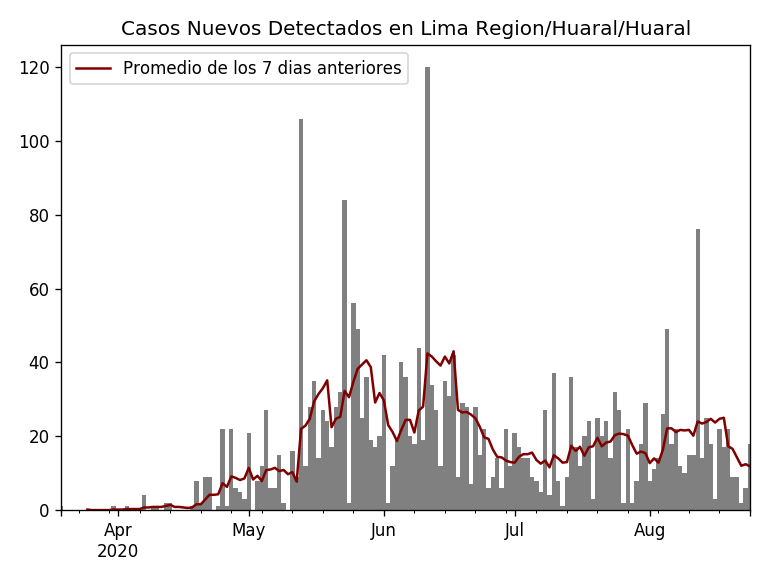 Casos Nuevos Detectados en Lima Region/Huaral/Huaral
Promedio de los 7 dias anteriores
120
100
80
60
40
20
0
Apr
2020
May
Jun
Jul
Aug